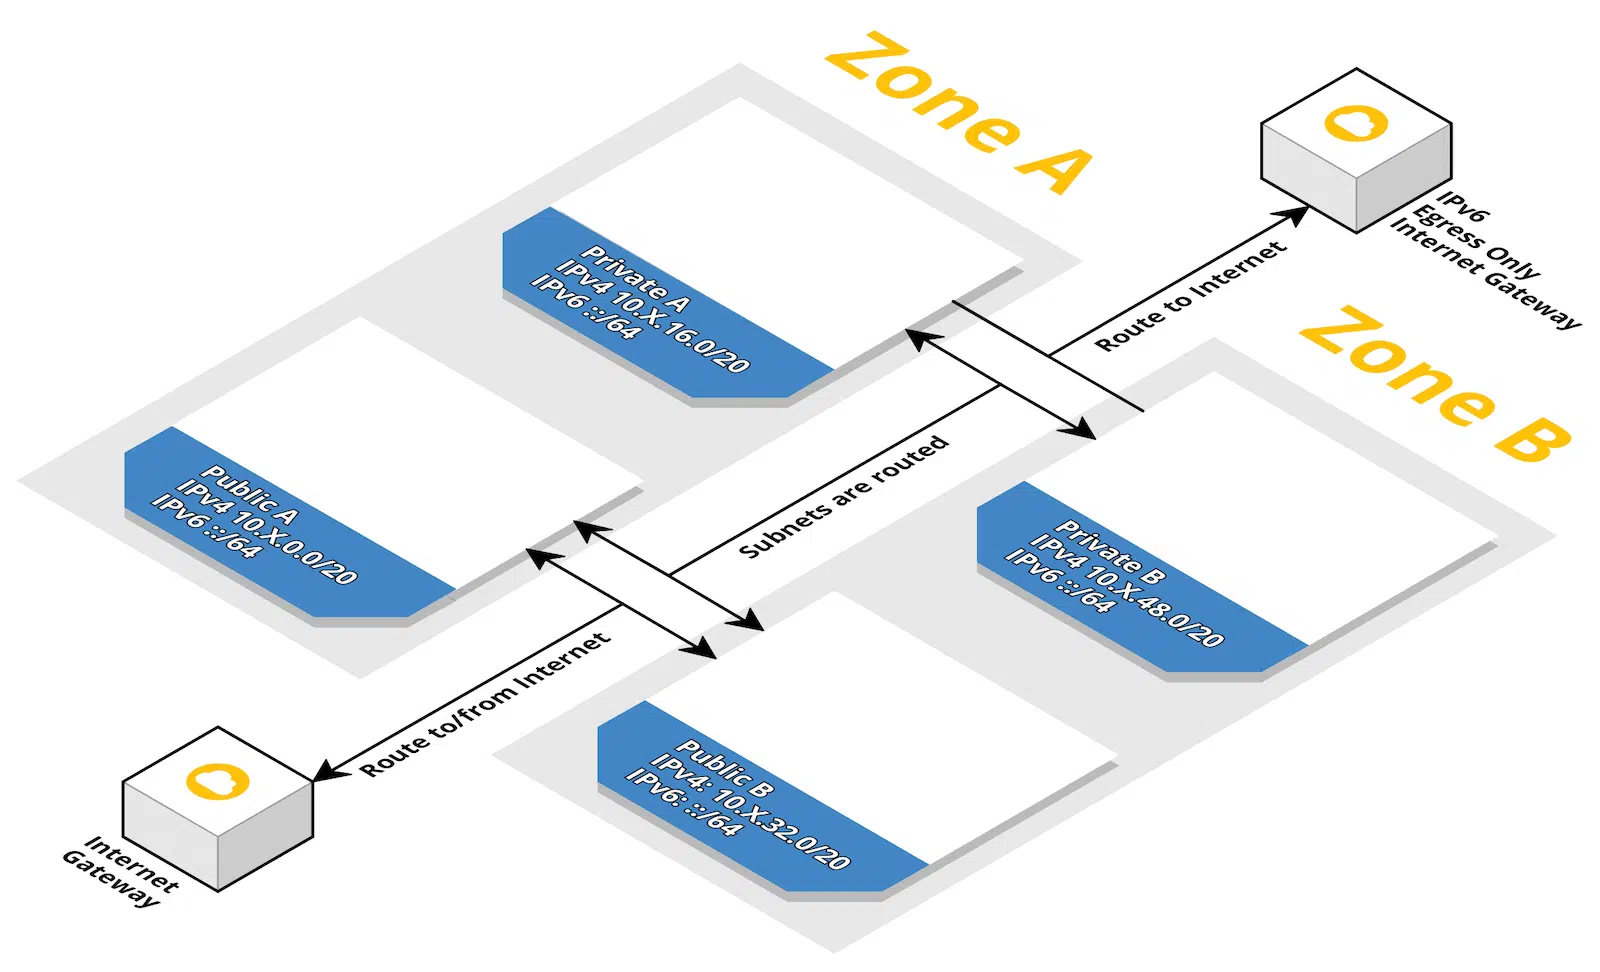 Zone A
IPv6
Egress Only
Internet Gateway
Private A
IPv4 10.X.16.0/20
IPv6 ::/64
Route to Internet
Zone B
Public A
IPv4 10.X.0.0/20
IPv6 ::/64
Subnets are routed
Private B
IPv4 10.X.48.0/20
IPv6 ::/64
Route to/from Internet
Public B
IPv4: 10.X.32.0/20
IPv6: ::/64
Internet
Gateway